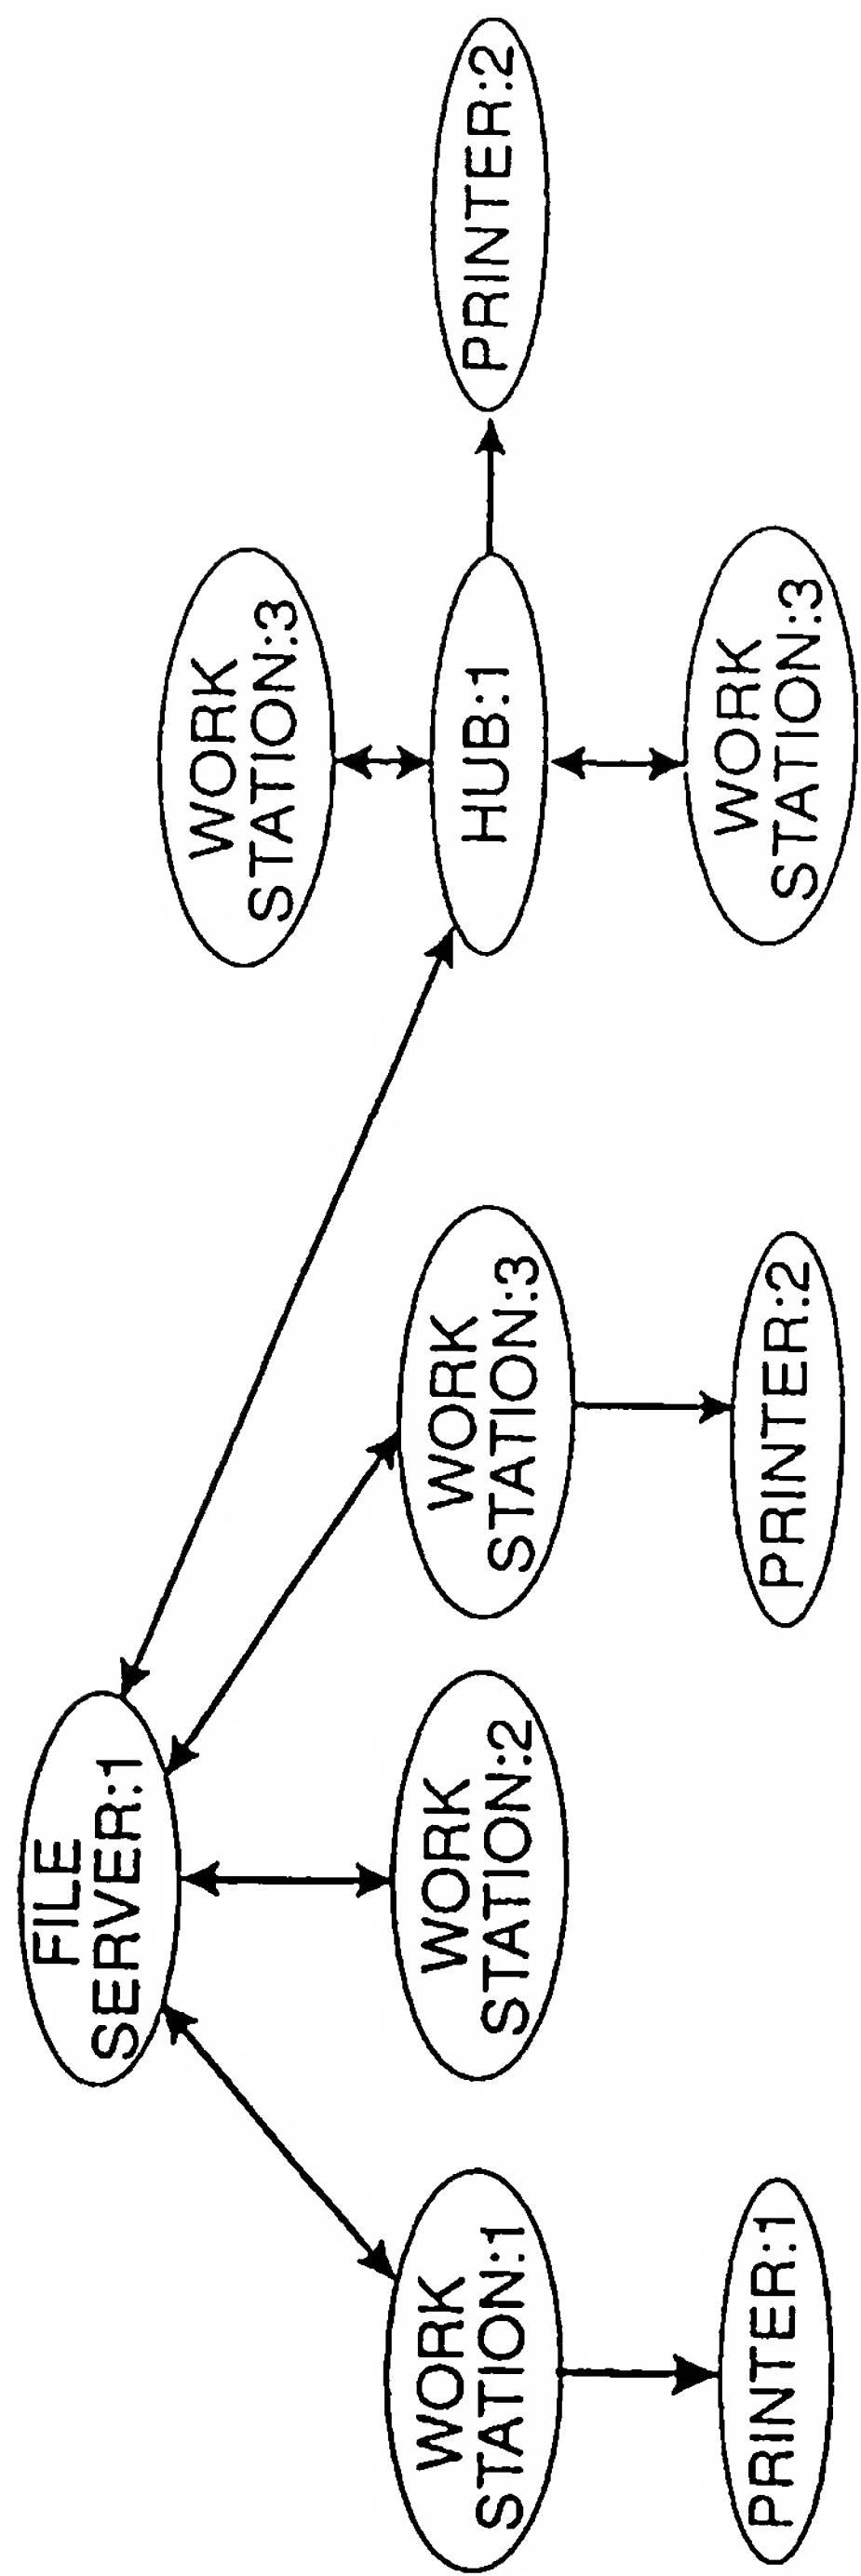 FILE
SERVER:1
WORK
STATION:1
WORK
STATION:2
WORK
STATION:3
PRINTER:1
PRINTER:2
WORK
STATION:3
HUB:1
PRINTER:2
WORK
STATION:3